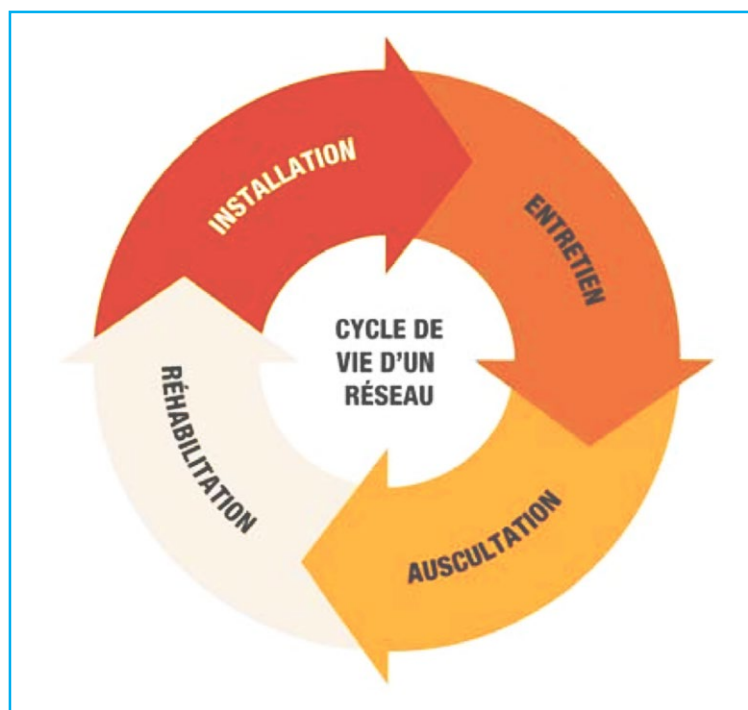 INSTALLATION
ENTRETIEN
CYCLE DE
VIE D'UN
RÉSEAU
RÉHABILITATION
AUSCULTATION